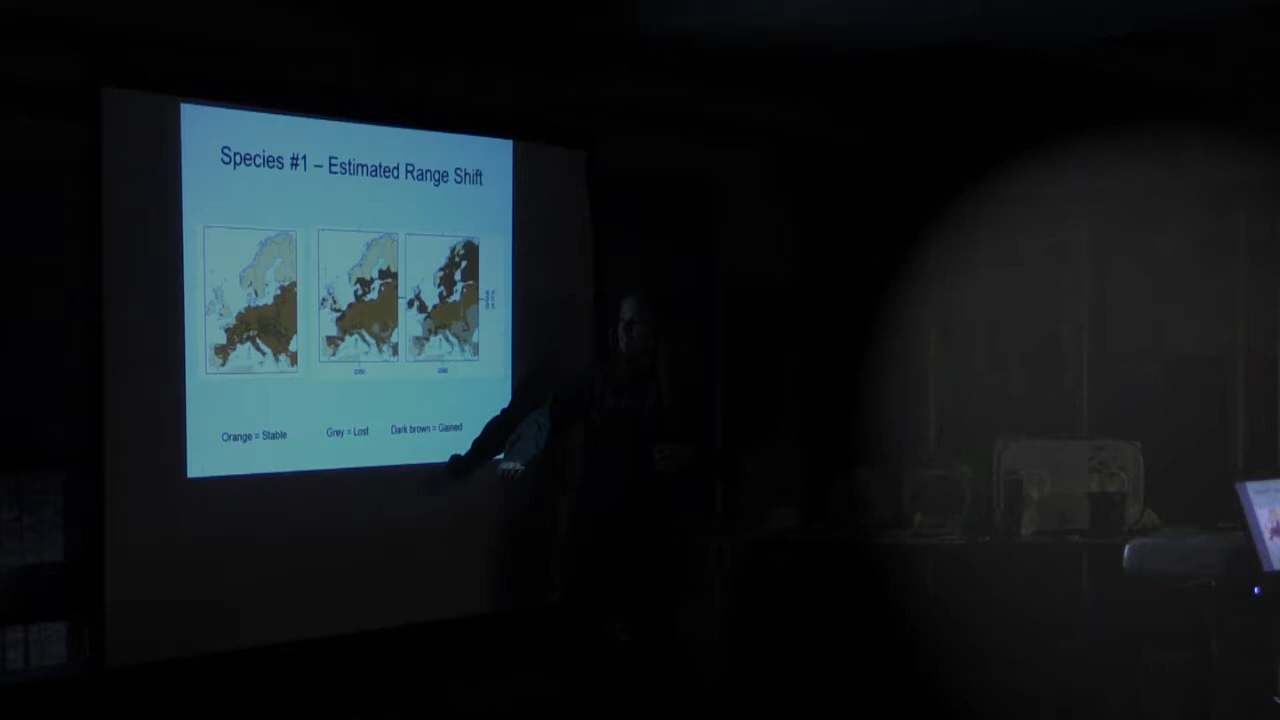 Species #1 – Estimated Range Shift
Orange = Stable
Grey = Lost
Dark brown = Gained